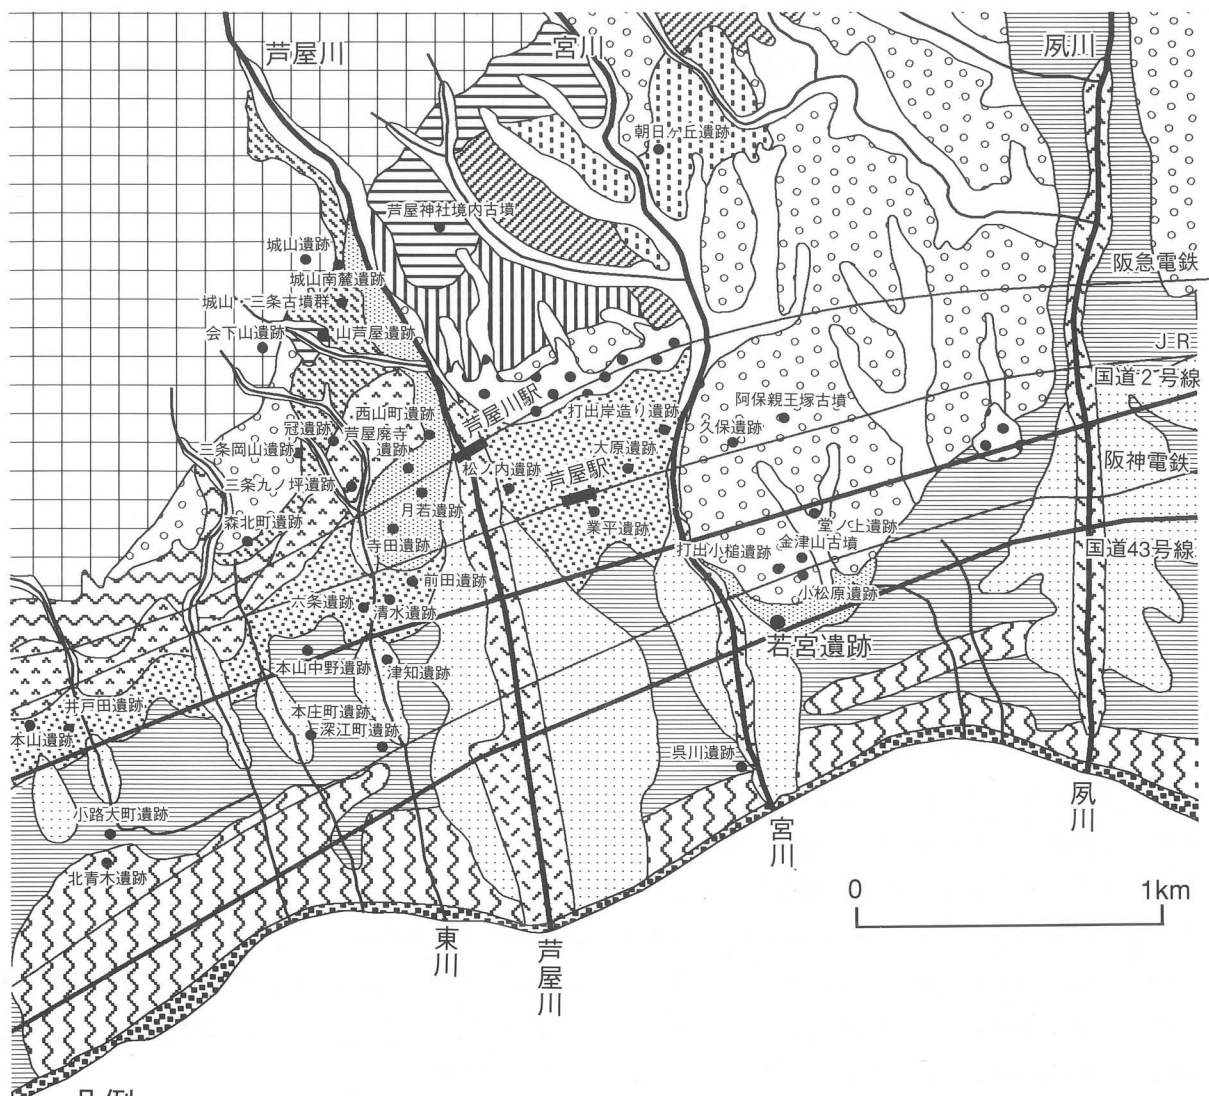 芦屋川
宮川
夙川
朝日ヶ丘遺跡
芦屋神社境内古墳
城山遺跡
城山南麓遺跡
阪急電鉄
城山・三条古墳群
会下山遺跡
山芦屋遺跡
JR
国道2号線
西山町遺跡
芦屋川駅
打出岸造り遺跡
阿保親王塚古墳
冠遺跡
芦屋廃寺
遺跡
久保遺跡
三条岡山遺跡
大原遺跡
阪神電鉄
松ノ内遺跡
芦屋駅
三条九ノ坪遺跡
月若遺跡
森北町遺跡
業平遺跡
堂ノ上遺跡
寺田遺跡
金津山古墳
打出小槌遺跡
国道43号線
前田遺跡
小松原遺跡
六条遺跡
清水遺跡
若宮遺跡
本山中野遺跡
津知遺跡
井戸田遺跡
本庄町遺跡
深江町遺跡
本山遺跡
呉川遺跡
小路大町遺跡
夙川
宮川
北青木遺跡
0
1km
東川
芦屋川
凡例